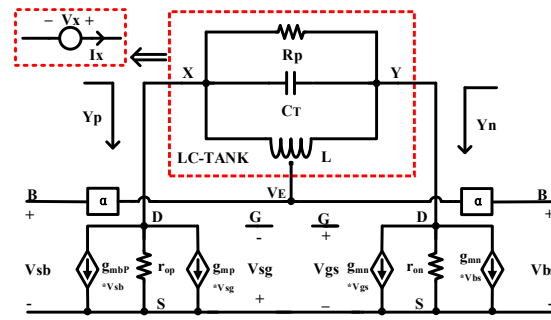 − Vx +
Ix
Rp
X
Y
CT
L
LC-TANK
Yp
Yn
VE
B
α
α
B
+
+
D
G
G
D
-
+
Vsb
gmbP
*Vsb
rop
gmp
*Vsg
Vsg
Vgs
gmn
*Vgs
ron
gmn
*Vbs
Vb
-
S
+
−
S
-